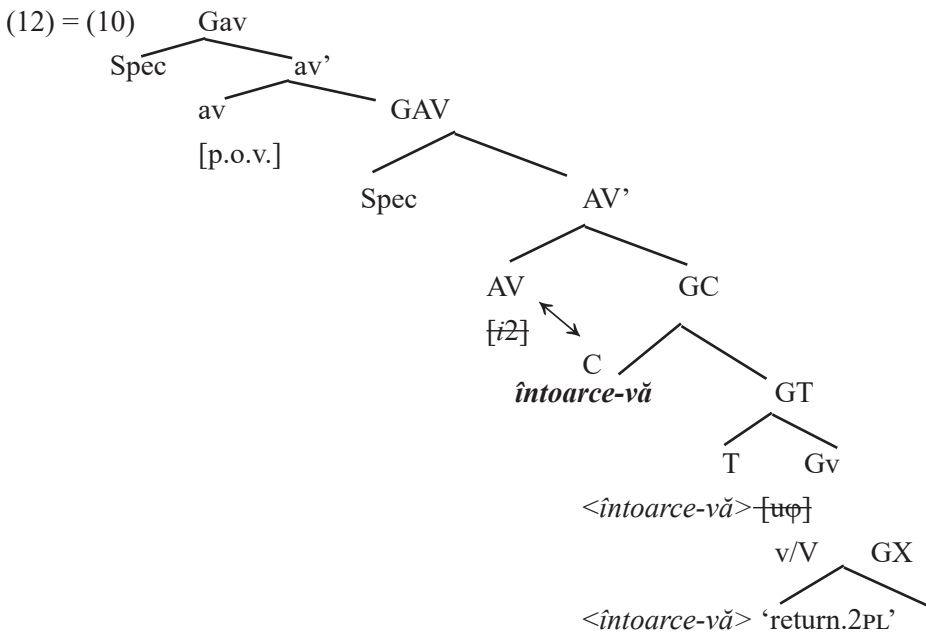 (12) = (10) Gav
Spec av’
av GAV
[p.o.v.]
Spec AV’
AV GC
[i2]
C
întoarce-vă GT
T Gv
<întoarce-vă> [uφ]
v/V GX
<întoarce-vă> ‘return.2PL’